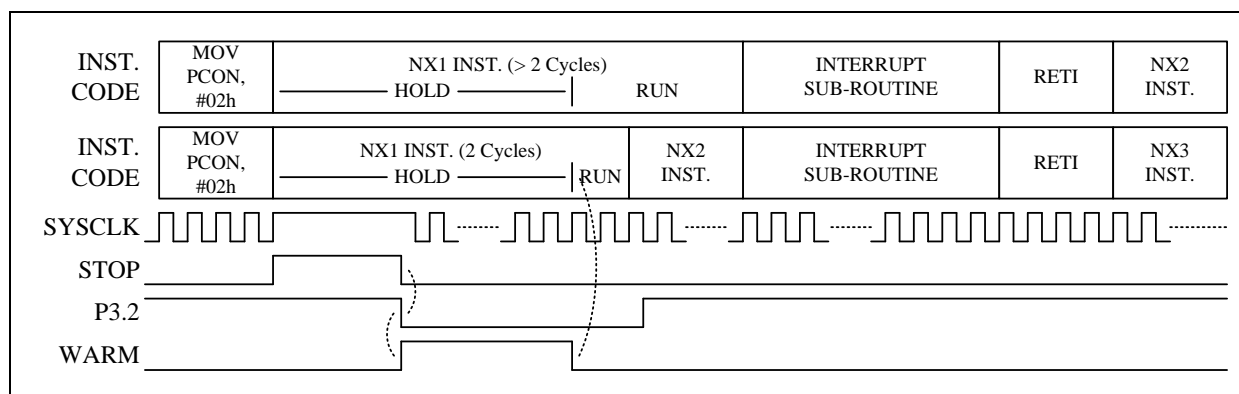 INST. CODE
MOV PCON, #02h
NX1 INST. (> 2 Cycles)
HOLD
RUN
INTERRUPT SUB-ROUTINE
RETI
NX2 INST.
INST. CODE
MOV PCON, #02h
NX1 INST. (2 Cycles)
HOLD
RUN
NX2 INST.
INTERRUPT SUB-ROUTINE
RETI
NX3 INST.
SYSCLK
STOP
P3.2
WARM